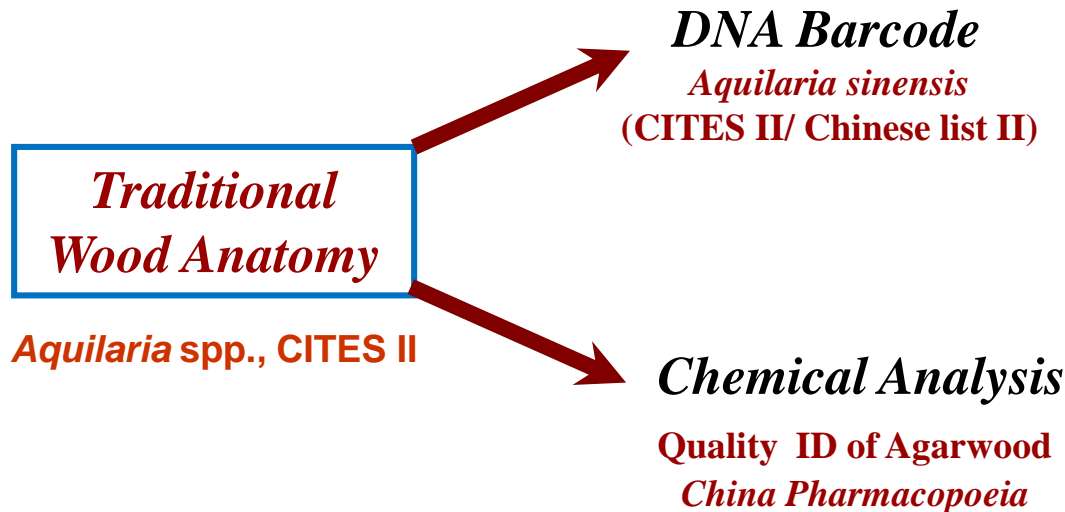 DNA Barcode
Aquilaria sinensis
(CITES II/ Chinese list II)
Traditional
Wood Anatomy
Aquilaria spp., CITES II
Chemical Analysis
Quality ID of Agarwood
China Pharmacopoeia